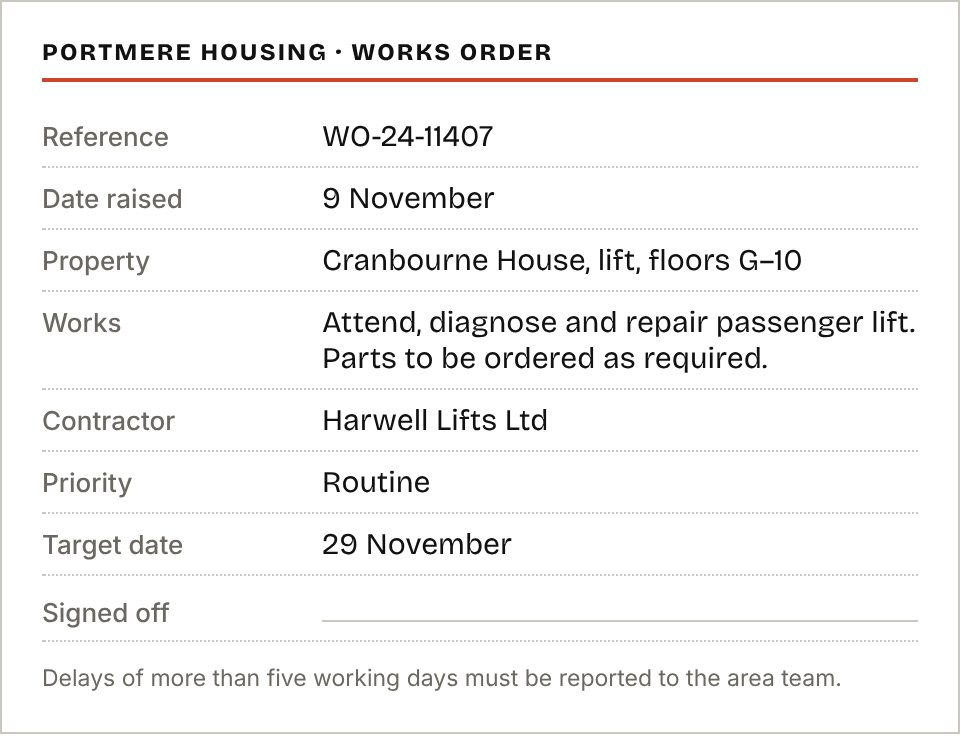 PORTMERE HOUSING · WORKS ORDER
Reference WO-24-11407
Date raised 9 November
Property Cranbourne House, lift, floors G–10
Works Attend, diagnose and repair passenger lift.
Parts to be ordered as required.
Contractor Harwell Lifts Ltd
Priority Routine
Target date 29 November
Signed off
Delays of more than five working days must be reported to the area team.